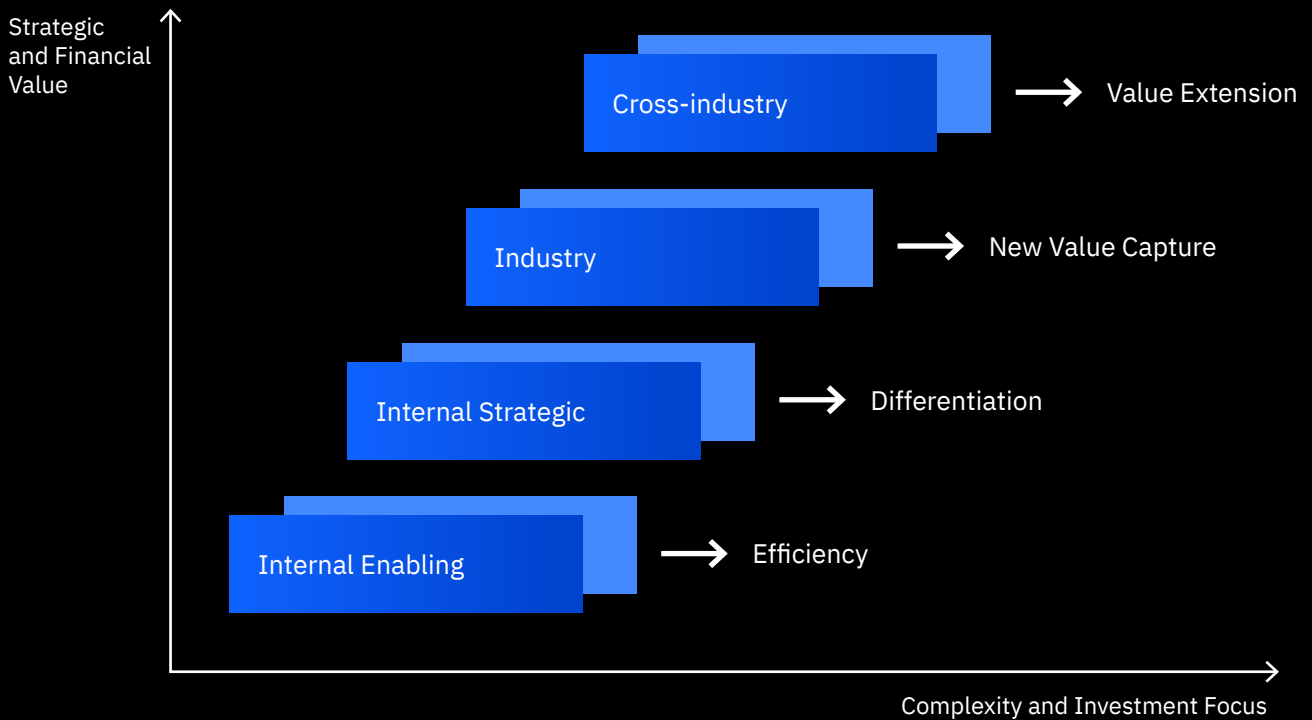 Strategic
and Financial
Value
Cross-industry
Value Extension
Industry
New Value Capture
Internal Strategic
Differentiation
Internal Enabling
Efficiency
Complexity and Investment Focus